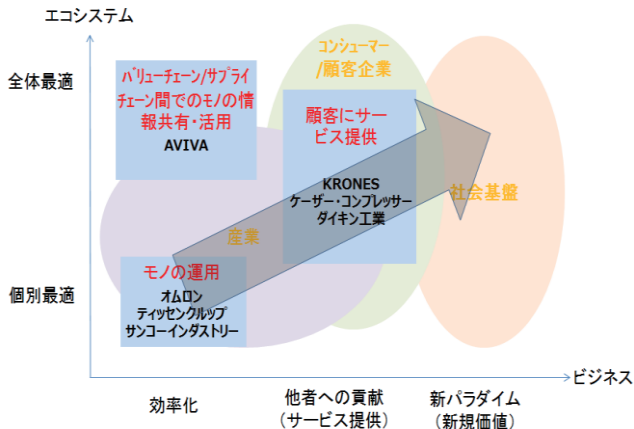 エコシステム
全体最適
個別最適
バリューチェーン/サプライ
チェーン間でのモノの情
報共有・活用
AVIVA
コンシューマー
/顧客企業
顧客にサー
ビス提供
KRONES
ケーザー・コンプレッサー
ダイキン工業
社会基盤
産業
モノの運用
オムロン
ティッセンクルップ
サンコーインダストリー
ビジネス
効率化
他者への貢献
(サービス提供)
新パラダイム
(新規価値)